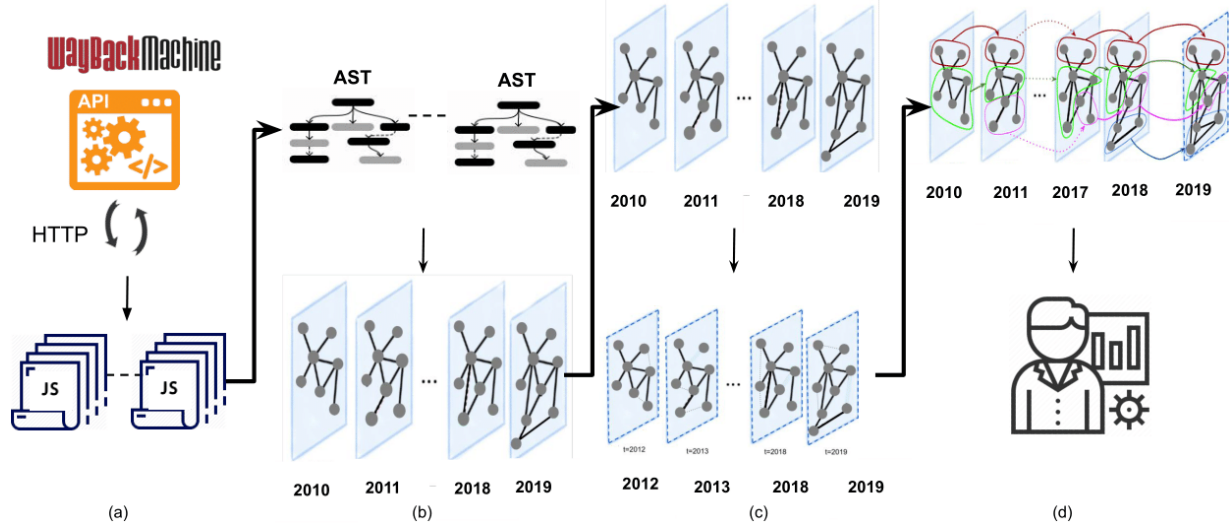 WayBackMachine
API
</>
HTTP
JS
JS
(a)
AST
AST
...
2010
2011
2018
2019
(b)
...
2010
2011
2018
2019
...
t=2012
t=2013
t=2018
t=2019
2012
2013
2018
2019
(c)
...
2010
2011
2017
2018
2019
(d)